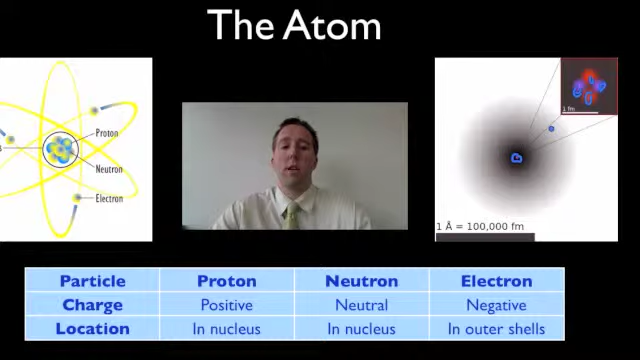 The Atom
Proton
Neutron
Electron
1 fm
1 Å = 100,000 fm
Particle Proton Neutron Electron
Charge Positive Neutral Negative
Location In nucleus In nucleus In outer shells